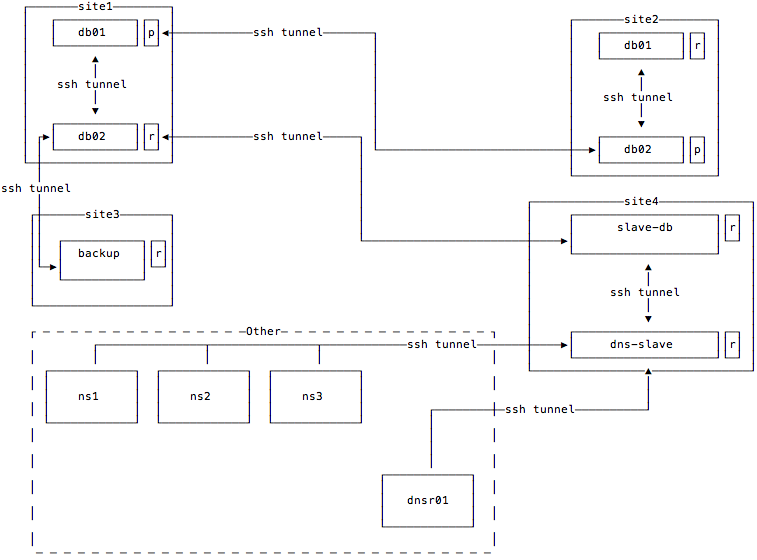 site1
site2
db01 p ssh tunnel
db01 r
ssh tunnel
ssh tunnel
db02 r ssh tunnel
db02 p
ssh tunnel
site4
site3
slave-db r
backup r
ssh tunnel
Other
ssh tunnel
dns-slave r
ns1 ns2 ns3
ssh tunnel
dnsr01